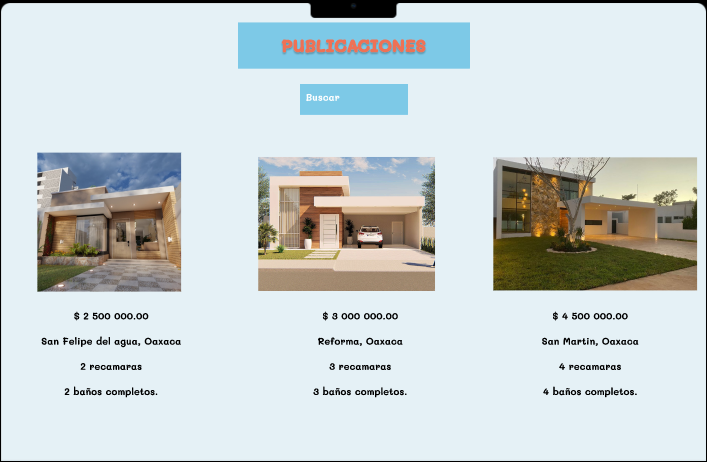 PUBLICACIONES
Buscar
$ 2 500 000.00
San Felipe del agua, Oaxaca
2 recamaras
2 baños completos.
$ 3 000 000.00
Reforma, Oaxaca
3 recamaras
3 baños completos.
$ 4 500 000.00
San Martin, Oaxaca
4 recamaras
4 baños completos.